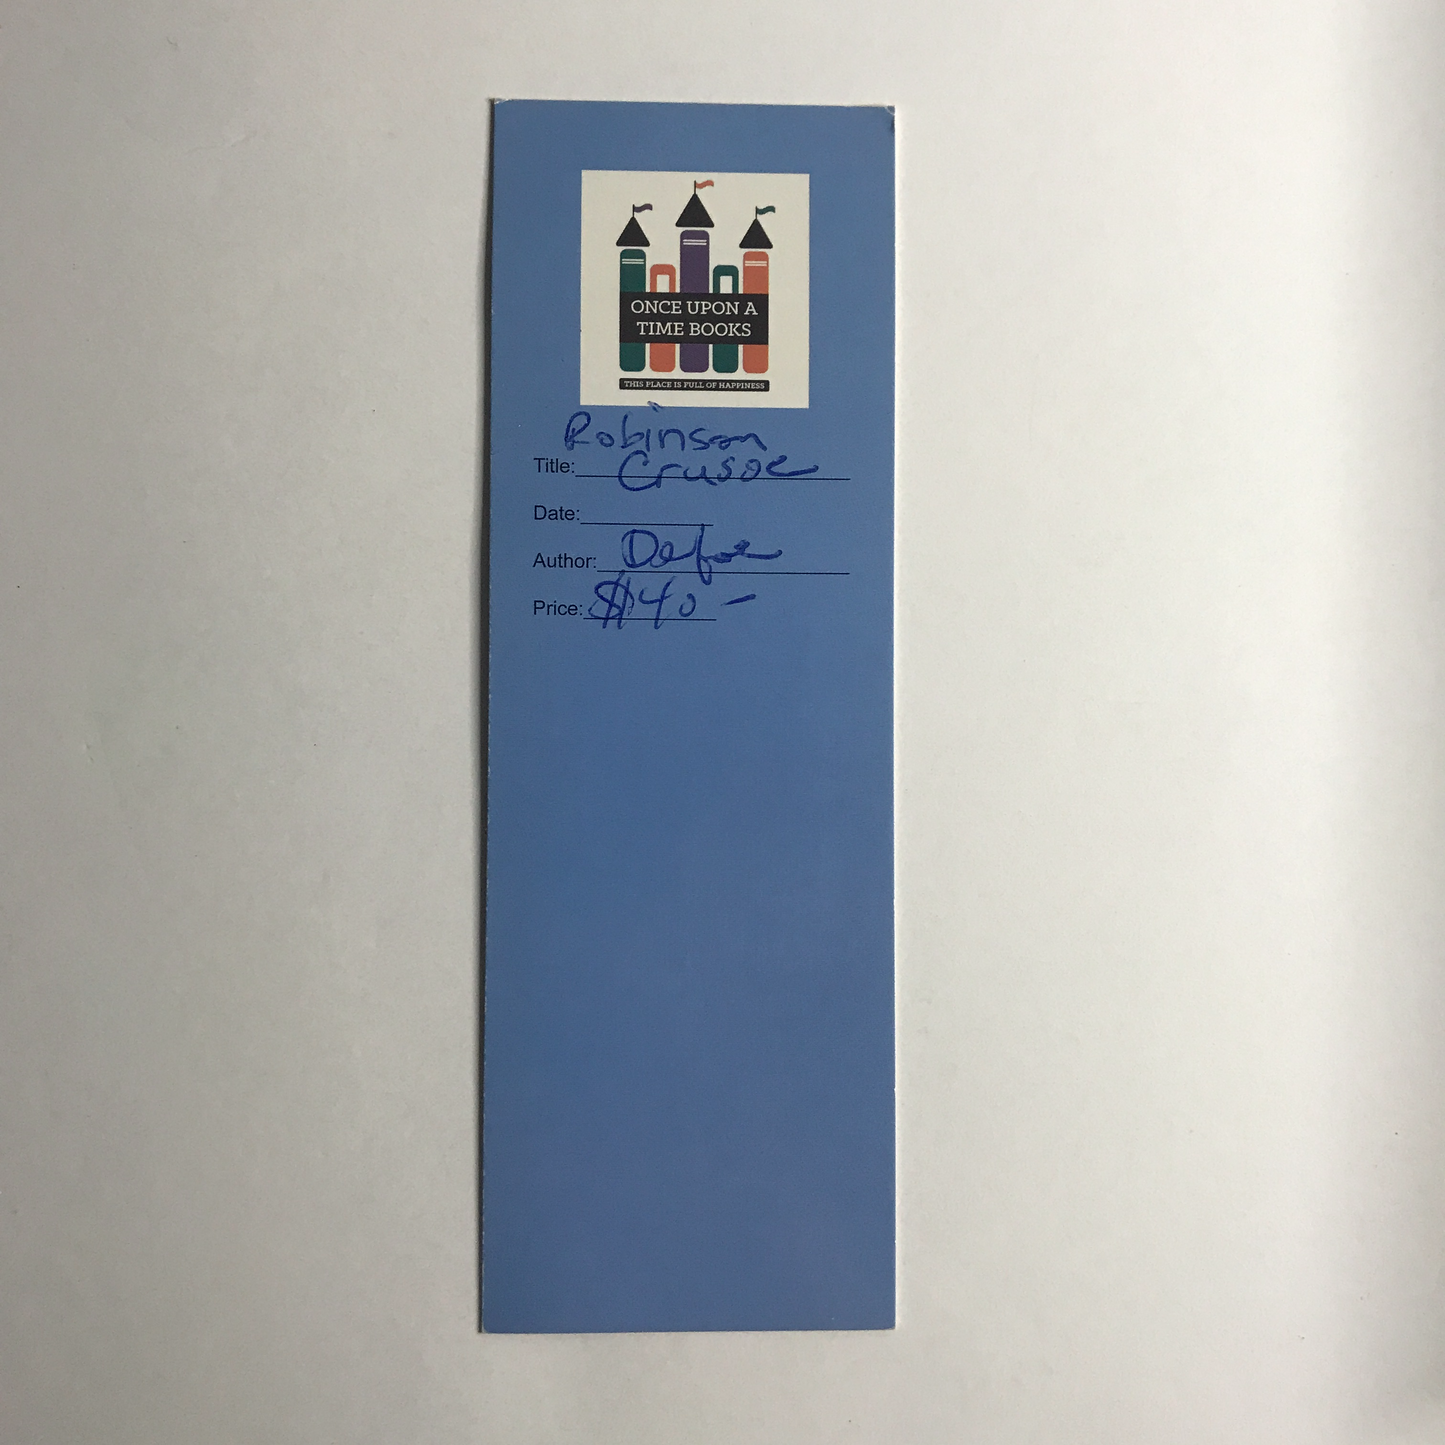 ONCE UPON A
TIME BOOKS
THIS PLACE IS FULL OF HAPPINESS
Robinson
Title: Crusoe
Date:
Author: Defoe
Price: $40 –